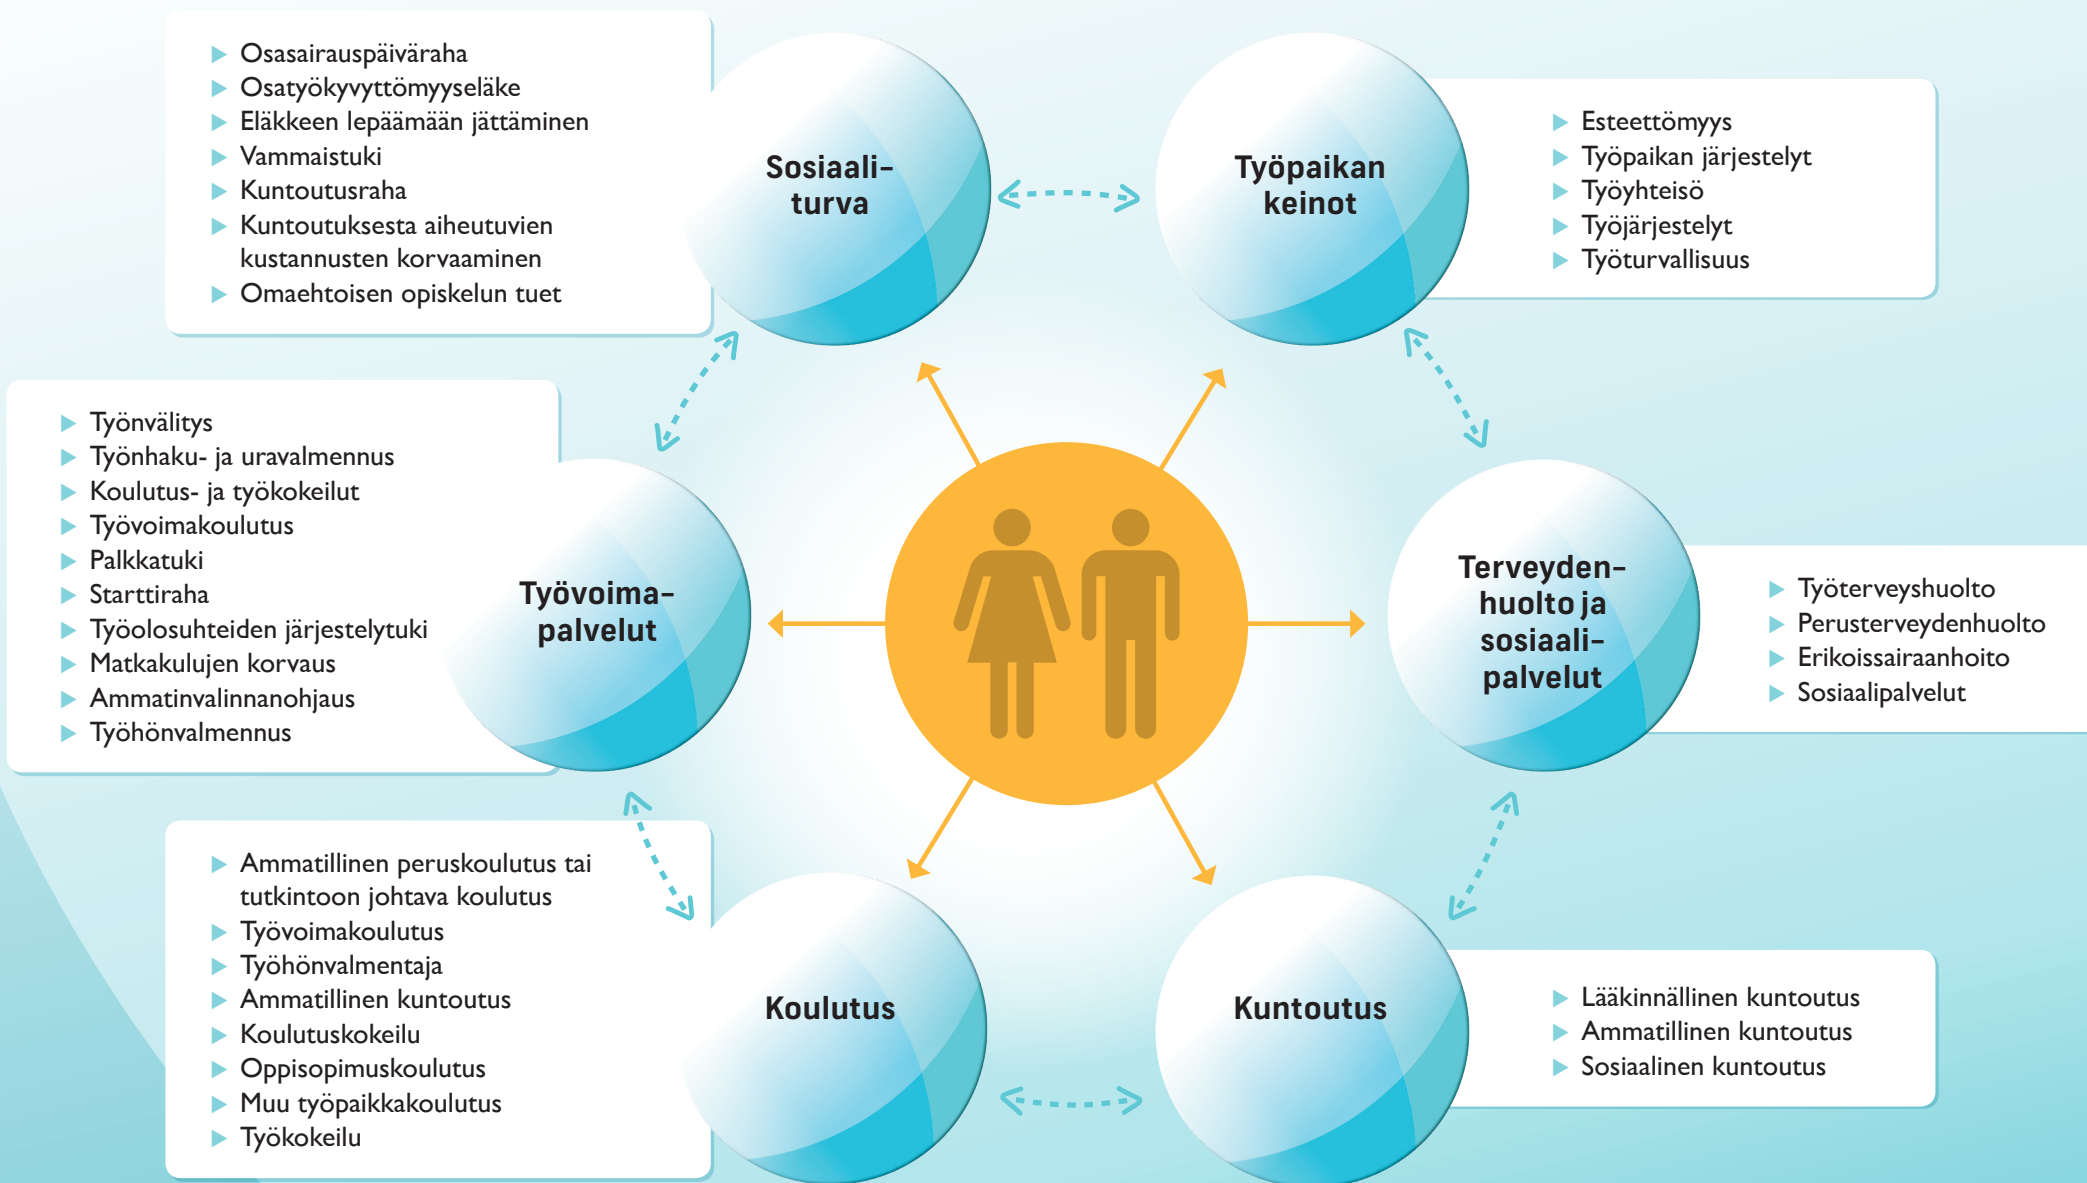 Osasairauspäiväraha
Osatyökyvyttömyyseläke
Eläkkeen lepäämään jättäminen
Vammaistuki
Kuntoutusraha
Kuntoutuksesta aiheutuvien
kustannusten korvaaminen
Omaehtoisen opiskelun tuet
Sosiaali-
turva
Työpaikan
keinot
Esteettömyys
Työpaikan järjestelyt
Työyhteisö
Työjärjestelyt
Työturvallisuus
Työnvälitys
Työnhaku- ja uravalmennus
Koulutus- ja työkokeilut
Työvoimakoulutus
Palkkatuki
Starttiraha
Työolosuhteiden järjestelytuki
Matkakulujen korvaus
Ammatinvalinnanohjaus
Työhönvalmennus
Työvoima-
palvelut
Terveyden-
huolto ja
sosiaali-
palvelut
Työterveyshuolto
Perusterveydenhuolto
Erikoissairaanhoito
Sosiaalipalvelut
Ammatillinen peruskoulutus tai
tutkintoon johtava koulutus
Työvoimakoulutus
Työhönvalmentaja
Ammatillinen kuntoutus
Koulutuskokeilu
Oppisopimuskoulutus
Muu työpaikkakoulutus
Työkokeilu
Koulutus
Kuntoutus
Lääkinnällinen kuntoutus
Ammatillinen kuntoutus
Sosiaalinen kuntoutus